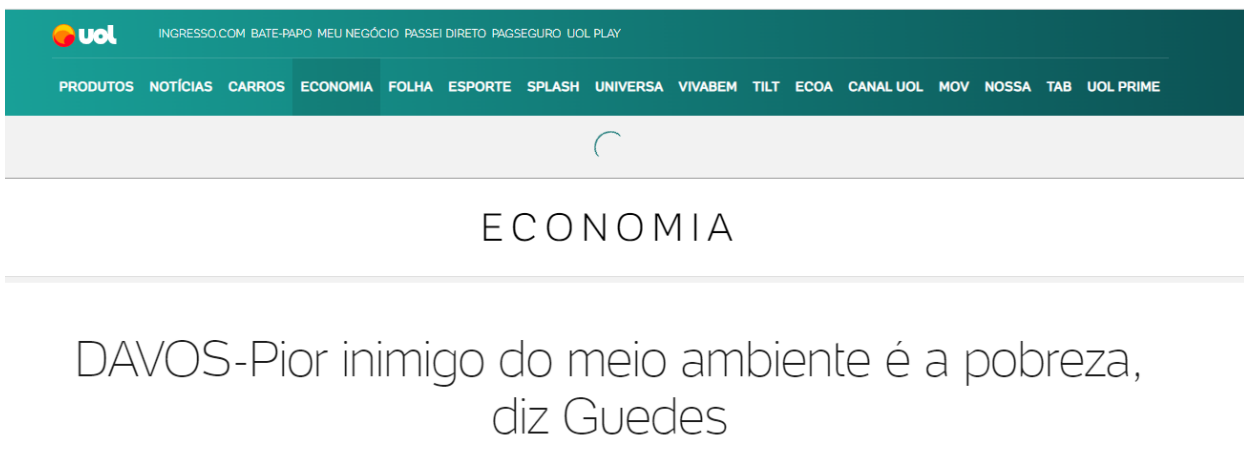 uol INGRESSO.COM BATE-PAPO MEU NEGÓCIO PASSEI DIRETO PAGSEGURO UOL PLAY
PRODUTOS NOTÍCIAS CARROS ECONOMIA FOLHA ESPORTE SPLASH UNIVERSA VIVABEM TILT ECOA CANAL UOL MOV NOSSA TAB UOL PRIME
ECONOMIA
DAVOS-Pior inimigo do meio ambiente é a pobreza,
diz Guedes